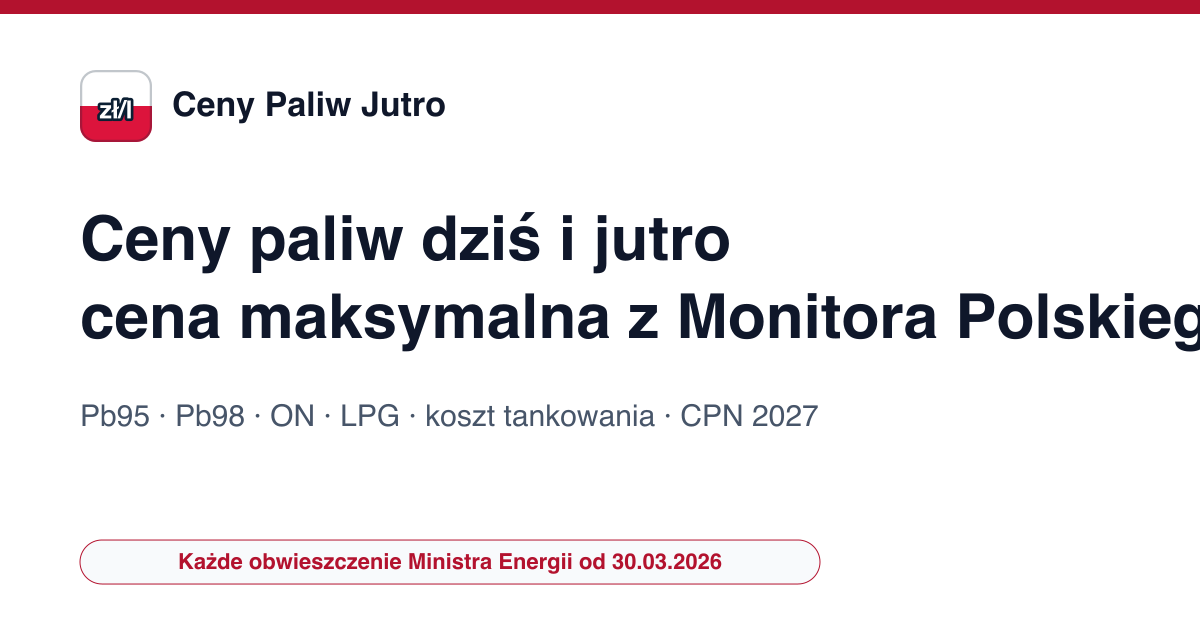 zł/l
Ceny Paliw Jutro
Ceny paliw dziś i jutro
cena maksymalna z Monitora Polskieg
Pb95 · Pb98 · ON · LPG · koszt tankowania · CPN 2027
Każde obwieszczenie Ministra Energii od 30.03.2026